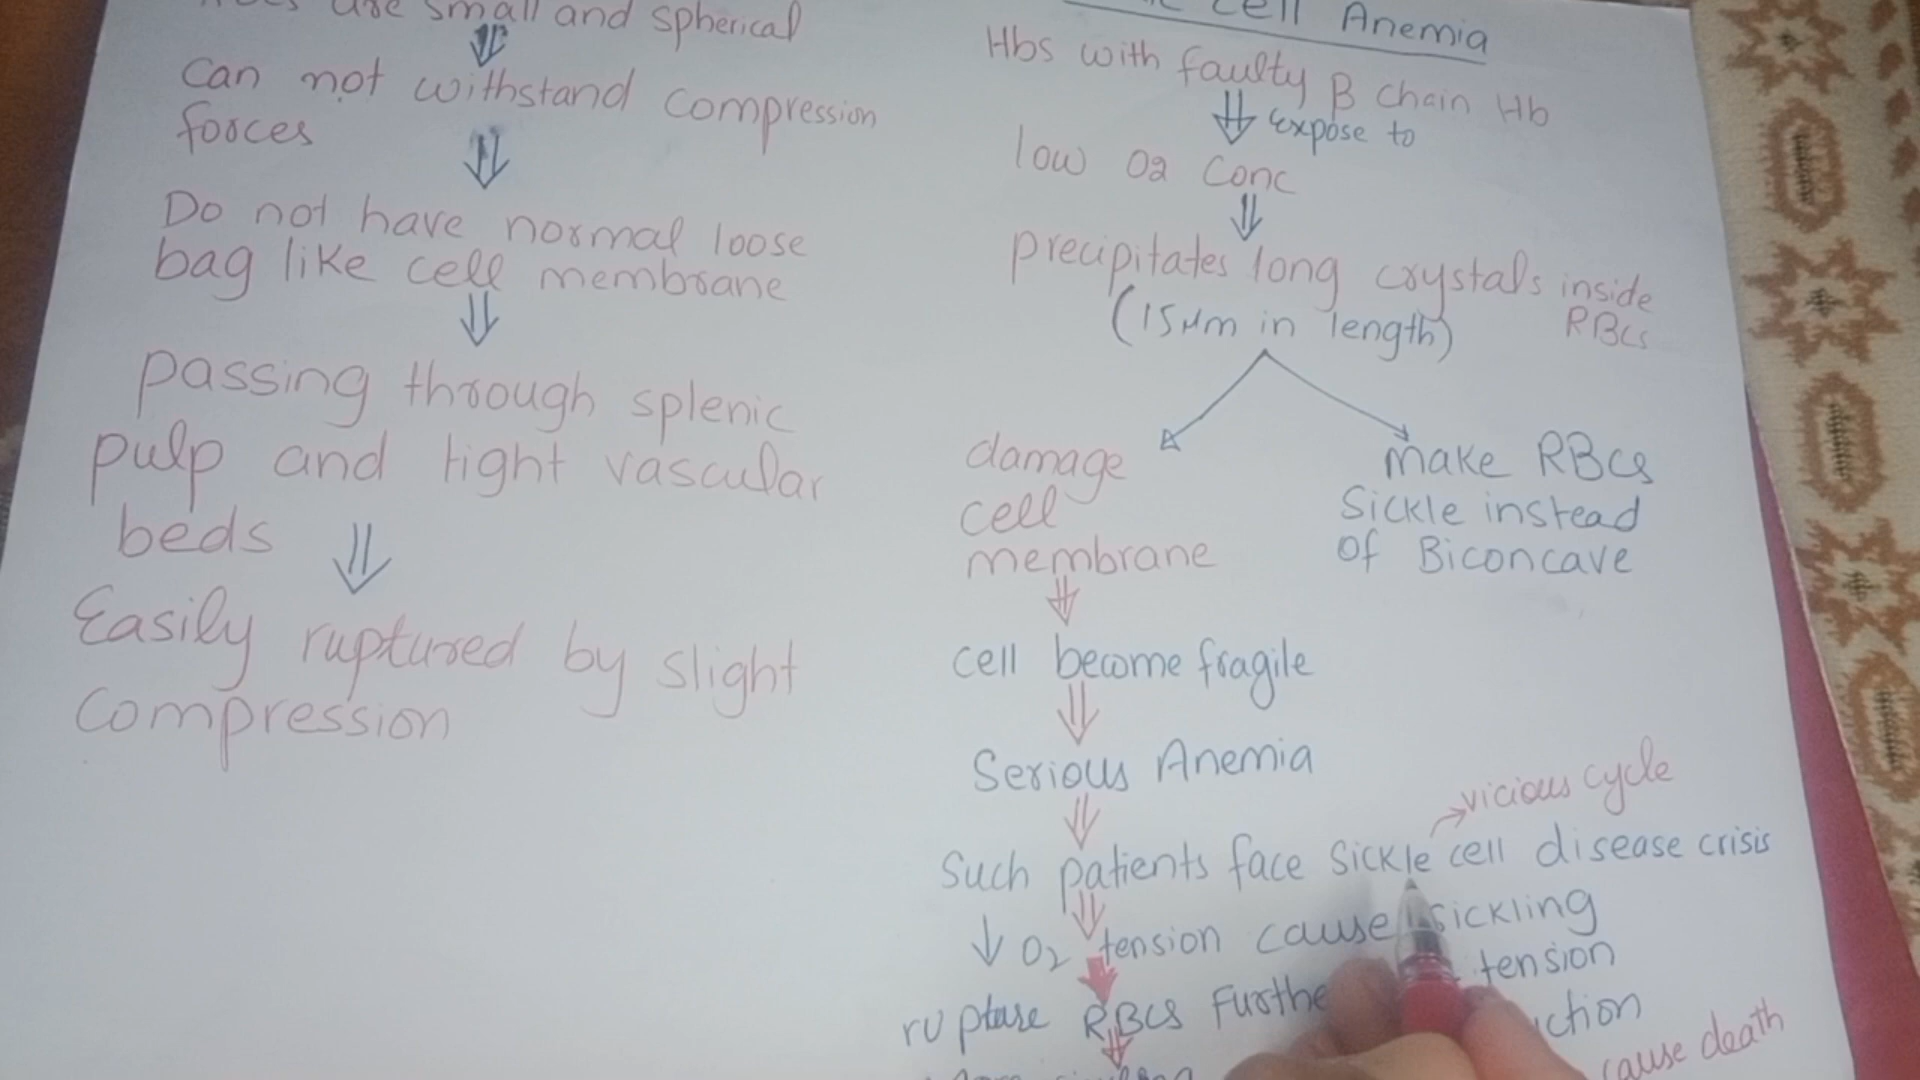 small and spherical
Can not withstand compression
forces
Do not have normal loose
bag like cell membrane
passing through splenic
pulp and tight vascular
beds
Easily ruptured by slight
compression
cell Anemia
Hbs with faulty β chain Hb
expose to
low O2 Conc
precipitates long crystals inside
RBCs
(15 μm in length)
damage
cell
membrane
make RBCs
Sickle instead
of Biconcave
cell become fragile
Serious Anemia
vicious cycle
Such patients face Sickle cell disease crisis
↓ O2 tension cause sickling
tension
rupture RBCs
cause death